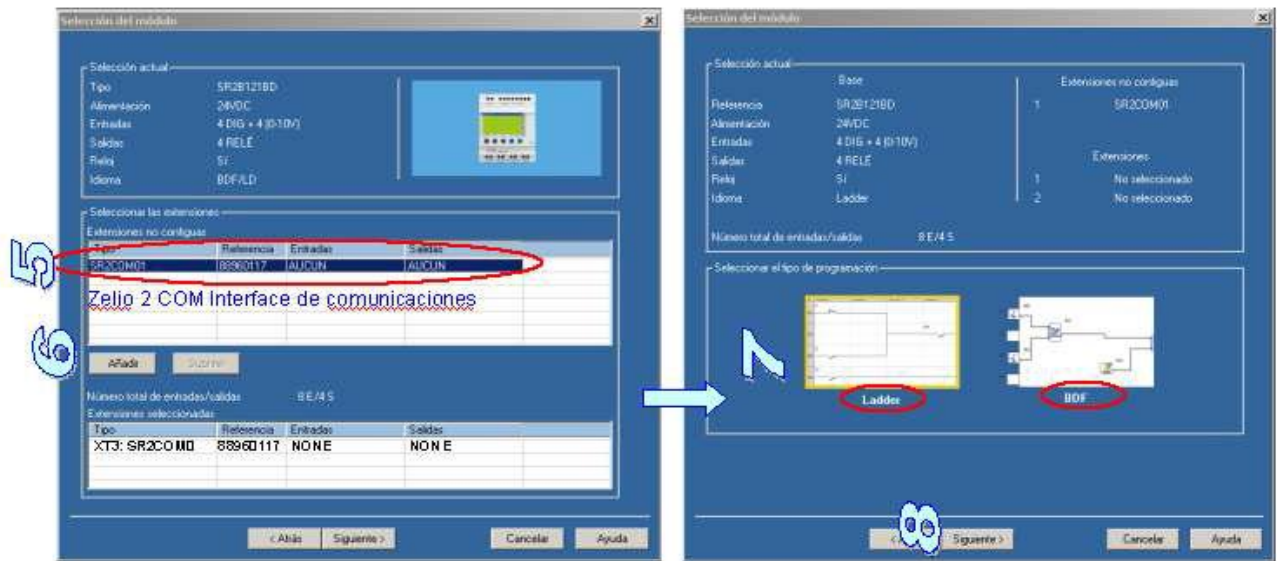 Selección del módulo
Selección actual
Tipo SR2B121BD
Alimentación 24VDC
Entradas 4 DIG + 4 (0-10V)
Salidas 4 RELÉ
Reloj Sí
Idioma BDF/LD
Seleccionar las extensiones
Extensiones no contiguas
Tipo Referencia Entradas Salidas
SR2COM01 88960117 AUCUN AUCUN
Zelio 2 COM Interface de comunicaciones
5
6
Añadir
Número total de entradas/salidas 8 E/4 S
Extensiones seleccionadas
Tipo Referencia Entradas Salidas
XT3: SR2COM0 88960117 NONE NONE
< Atrás Siguiente > Cancelar Ayuda
Selección del módulo
Selección actual
Base Extensiones no contiguas
Referencia SR2B121BD 1 SR2COM01
Alimentación 24VDC
Entradas 4 DIG + 4 (0-10V)
Salidas 4 RELÉ Extensiones
Reloj Sí 1 No seleccionado
Idioma Ladder 2 No seleccionado
Número total de entradas/salidas 8 E/4 S
Seleccionar el tipo de programación
7
Ladder BDF
8
Siguiente > Cancelar Ayuda